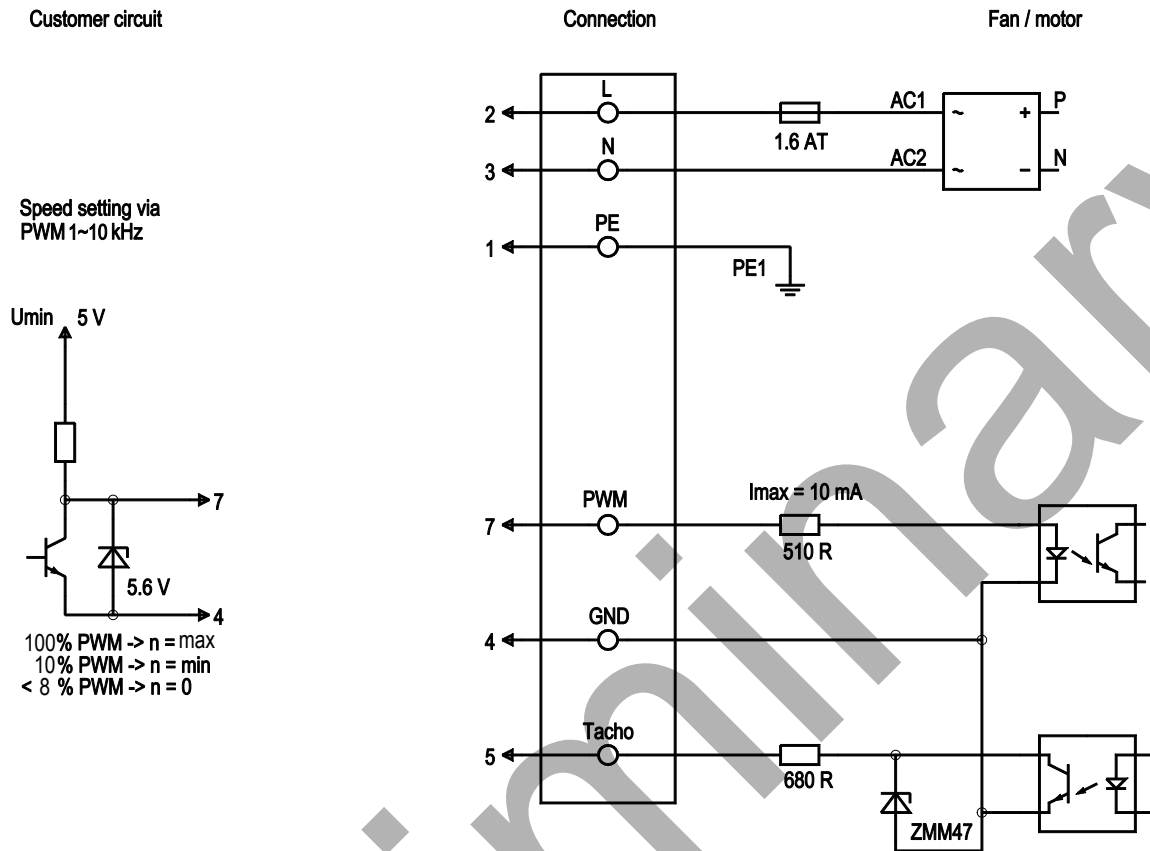 Customer circuit
Connection
Fan / motor
L
2
1.6 AT
AC1
~
+
P
N
3
AC2
~
–
N
Speed setting via
PWM 1~10 kHz
PE
1
PE1
Umin 5 V
7
5.6 V
4
100% PWM -> n = max
10% PWM -> n = min
< 8 % PWM -> n = 0
PWM
7
Imax = 10 mA
510 R
GND
4
Tacho
5
680 R
ZMM47
iminary